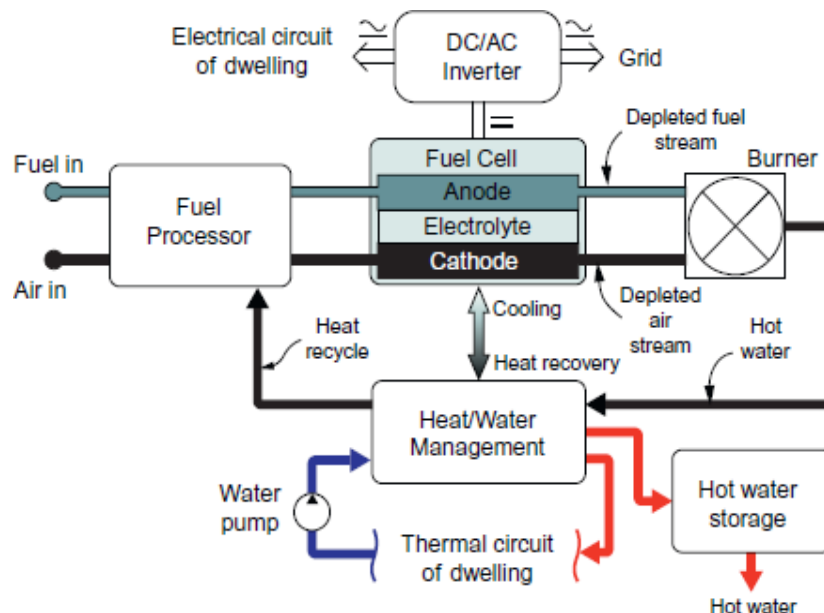 Electrical circuit
of dwelling
DC/AC
Inverter
Grid
Depleted fuel
stream
Burner
Fuel in
Fuel
Processor
Fuel Cell
Anode
Electrolyte
Cathode
Air in
Cooling
Depleted
air
stream
Heat
recycle
Heat recovery
Hot
water
Heat/Water
Management
Water
pump
Thermal circuit
of dwelling
Hot water
storage
Hot water